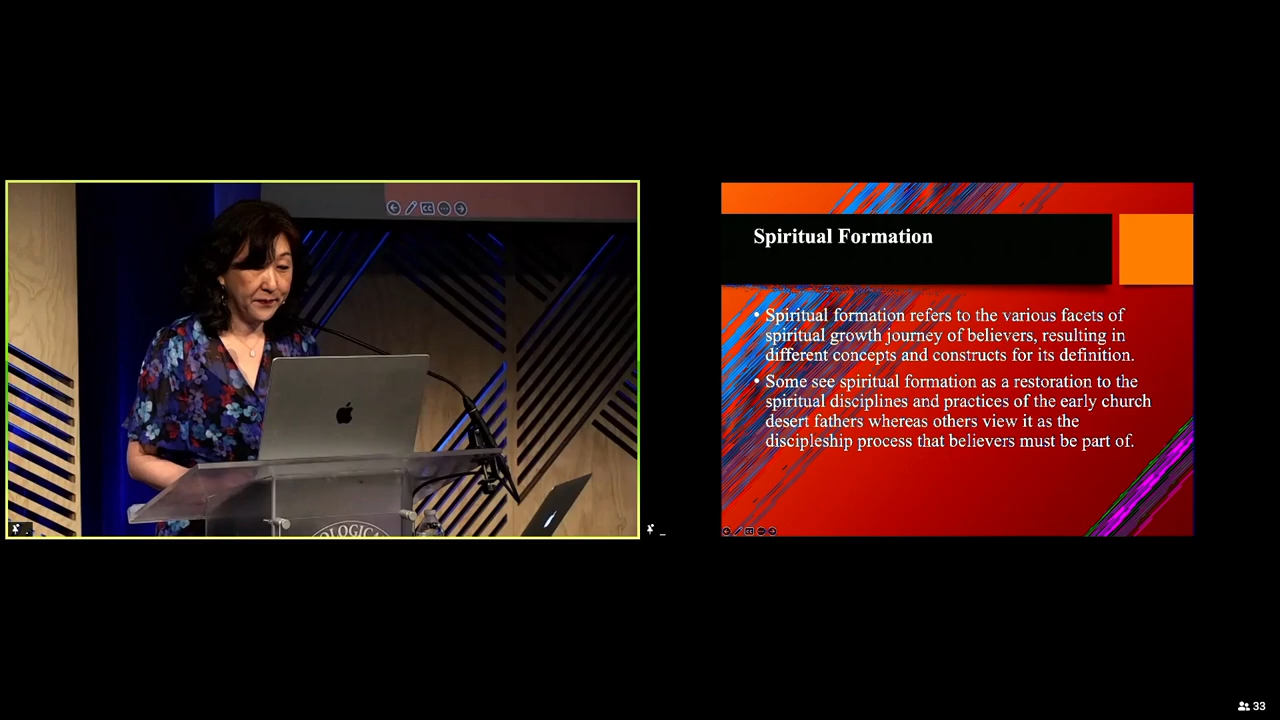 Spiritual Formation
• Spiritual formation refers to the various facets of
spiritual growth journey of believers, resulting in
different concepts and constructs for its definition.
• Some see spiritual formation as a restoration to the
spiritual disciplines and practices of the early church
desert fathers whereas others view it as the
discipleship process that believers must be part of.
OLOGICA
33